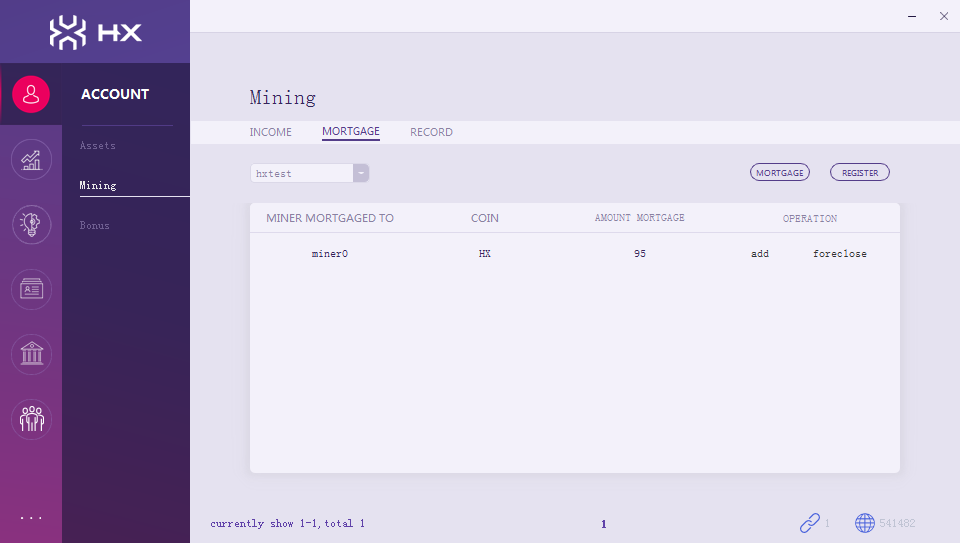 HX
ACCOUNT
Assets
Mining
Bonus
...
Mining
INCOME MORTGAGE RECORD
hxtest
MORTGAGE REGISTER
MINER MORTGAGED TO COIN AMOUNT MORTGAGE OPERATION
miner0 HX 95 add foreclose
currently show 1-1,total 1
1
1 541482